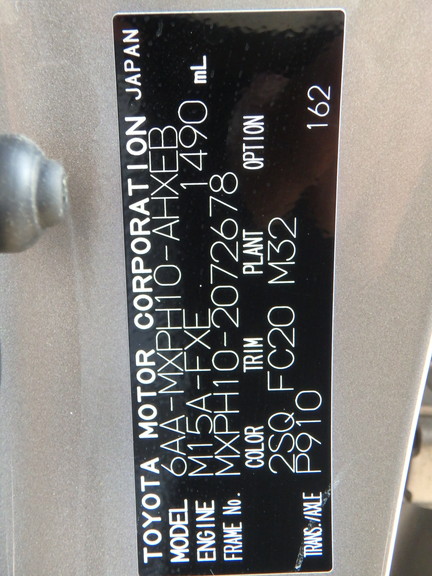 TOYOTA MOTOR CORPORATION JAPAN
MODEL 6AA-MXPH10-AHXEB
ENGINE M15A-FXE 1490 mL
FRAME No. MXPH10-2072678
COLOR TRIM PLANT OPTION
2SQ FC20 M32
TRANS./AXLE P910 162